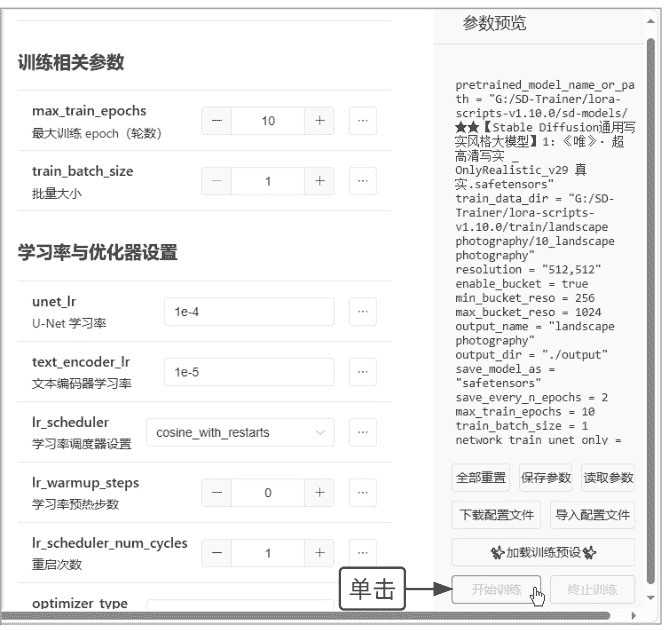 训练相关参数
max_train_epochs
最大训练 epoch（轮数）
10
train_batch_size
批量大小
1
学习率与优化器设置
unet_lr
U-Net 学习率
1e-4
text_encoder_lr
文本编码器学习率
1e-5
lr_scheduler
学习率调度器设置
cosine_with_restarts
lr_warmup_steps
学习率预热步数
0
lr_scheduler_num_cycles
重启次数
1
optimizer_type
参数预览
pretrained_model_name_or_pa
th = "G:/SD-Trainer/lora-
scripts-v1.10.0/sd-models/
★★【Stable Diffusion通用写
实风格大模型】1:《唯》· 超
高清写实 _
OnlyRealistic_v29 真
实.safetensors"
train_data_dir = "G:/SD-
Trainer/lora-scripts-
v1.10.0/train/landscape
photography/10_landscape
photography"
resolution = "512,512"
enable_bucket = true
min_bucket_reso = 256
max_bucket_reso = 1024
output_name = "landscape
photography"
output_dir = "./output"
save_model_as =
"safetensors"
save_every_n_epochs = 2
max_train_epochs = 10
train_batch_size = 1
network_train_unet_only =
全部重置 保存参数 读取参数
下载配置文件 导入配置文件
✨加载训练预设✨
单击
开始训练 终止训练